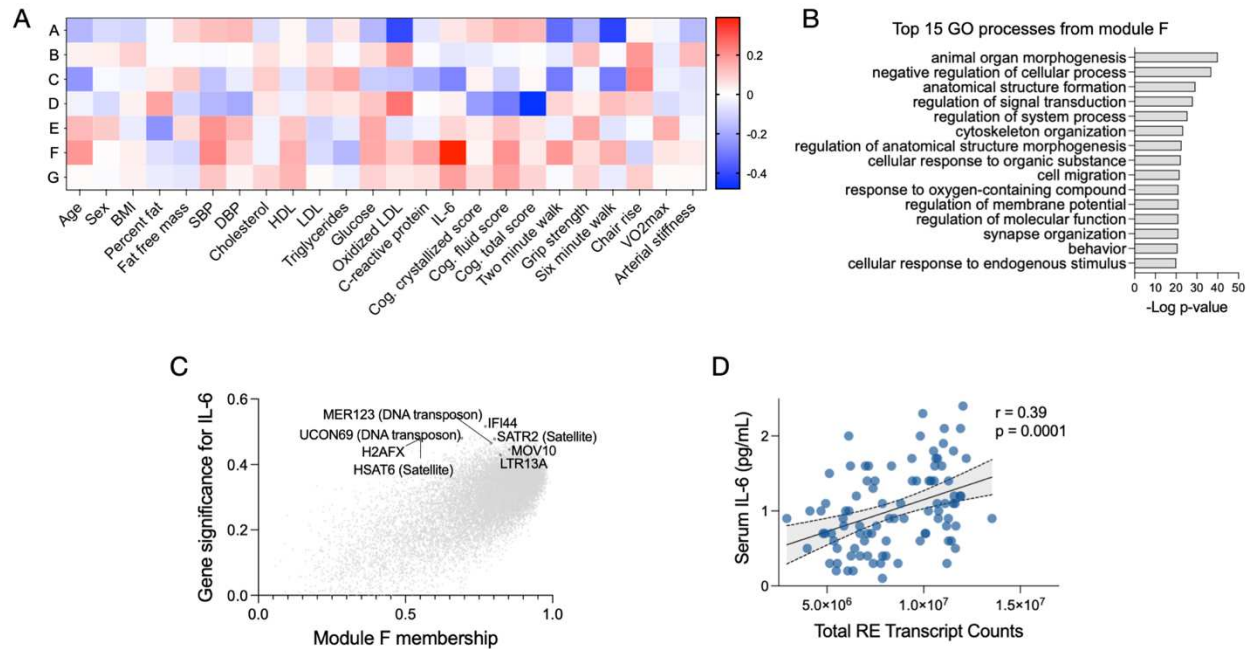 A
A
B
C
D
E
F
G
0.2
0
-0.2
-0.4
Age
Sex
BMI
Percent fat
Fat free mass
SBP
DBP
Cholesterol
HDL
LDL
Triglycerides
Glucose
Oxidized LDL
C-reactive protein
IL-6
Cog. crystallized score
Cog. fluid score
Cog. total score
Two minute walk
Grip strength
Six minute walk
Chair rise
VO2max
Arterial stiffness
B
Top 15 GO processes from module F
animal organ morphogenesis
negative regulation of cellular process
anatomical structure formation
regulation of signal transduction
regulation of system process
cytoskeleton organization
regulation of anatomical structure morphogenesis
cellular response to organic substance
cell migration
response to oxygen-containing compound
regulation of membrane potential
regulation of molecular function
synapse organization
behavior
cellular response to endogenous stimulus
0 10 20 30 40 50
-Log p-value
C
Gene significance for IL-6
0.6
0.4
0.2
0.0
MER123 (DNA transposon)
IFI44
UCON69 (DNA transposon)
SATR2 (Satellite)
H2AFX
MOV10
HSAT6 (Satellite)
LTR13A
0.0 0.5 1.0
Module F membership
D
Serum IL-6 (pg/mL)
2
1
0
r = 0.39
p = 0.0001
5.0×10⁶ 1.0×10⁷ 1.5×10⁷
Total RE Transcript Counts